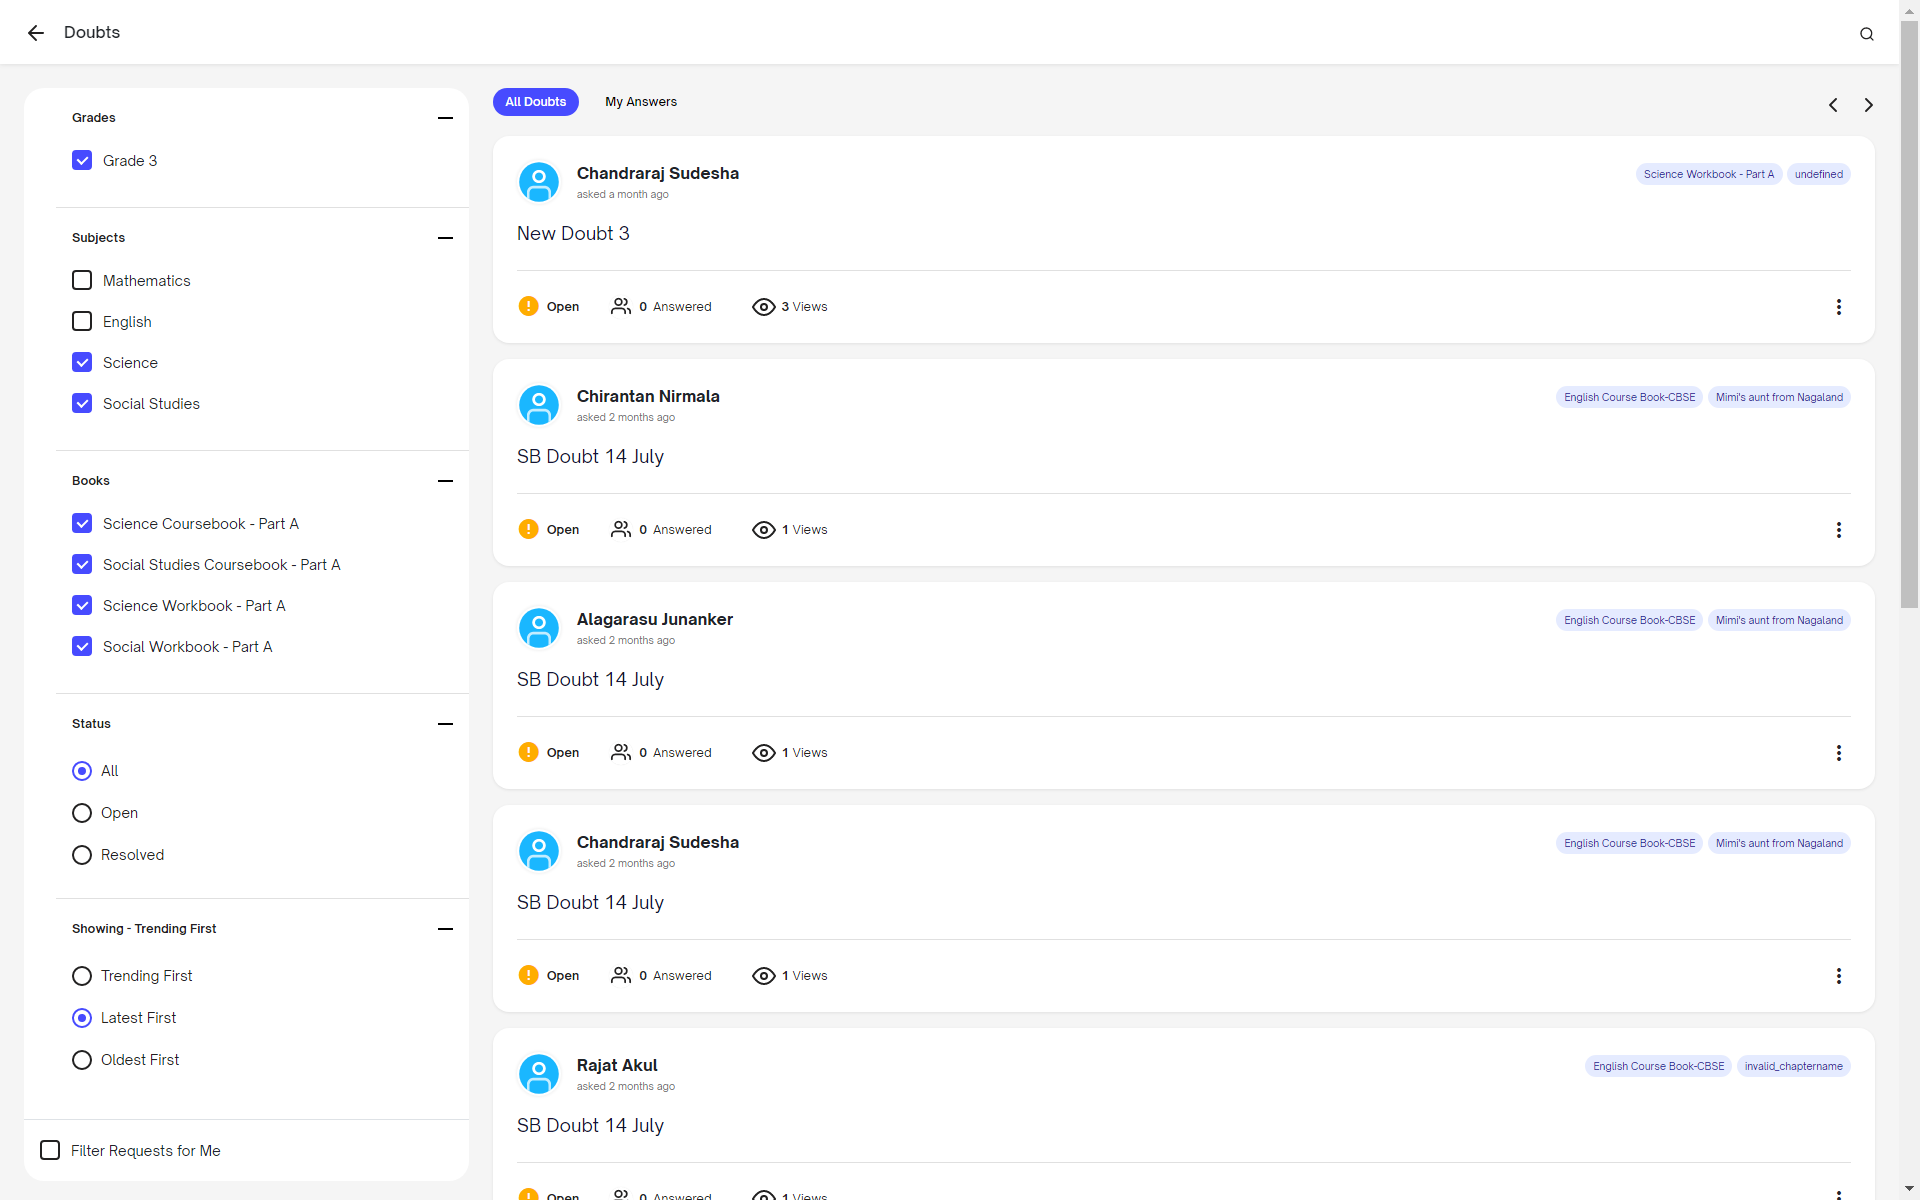 Doubts
Grades
Grade 3
Subjects
Mathematics
English
Science
Social Studies
Books
Science Coursebook - Part A
Social Studies Coursebook - Part A
Science Workbook - Part A
Social Workbook - Part A
Status
All
Open
Resolved
Showing - Trending First
Trending First
Latest First
Oldest First
Filter Requests for Me
All Doubts My Answers
Chandraraj Sudesha
asked a month ago
Science Workbook - Part A undefined
New Doubt 3
Open 0 Answered 3 Views
Chirantan Nirmala
asked 2 months ago
English Course Book-CBSE Mimi's aunt from Nagaland
SB Doubt 14 July
Open 0 Answered 1 Views
Alagarasu Junanker
asked 2 months ago
English Course Book-CBSE Mimi's aunt from Nagaland
SB Doubt 14 July
Open 0 Answered 1 Views
Chandraraj Sudesha
asked 2 months ago
English Course Book-CBSE Mimi's aunt from Nagaland
SB Doubt 14 July
Open 0 Answered 1 Views
Rajat Akul
asked 2 months ago
English Course Book-CBSE invalid_chaptername
SB Doubt 14 July
Open 0 Answered 1 Views